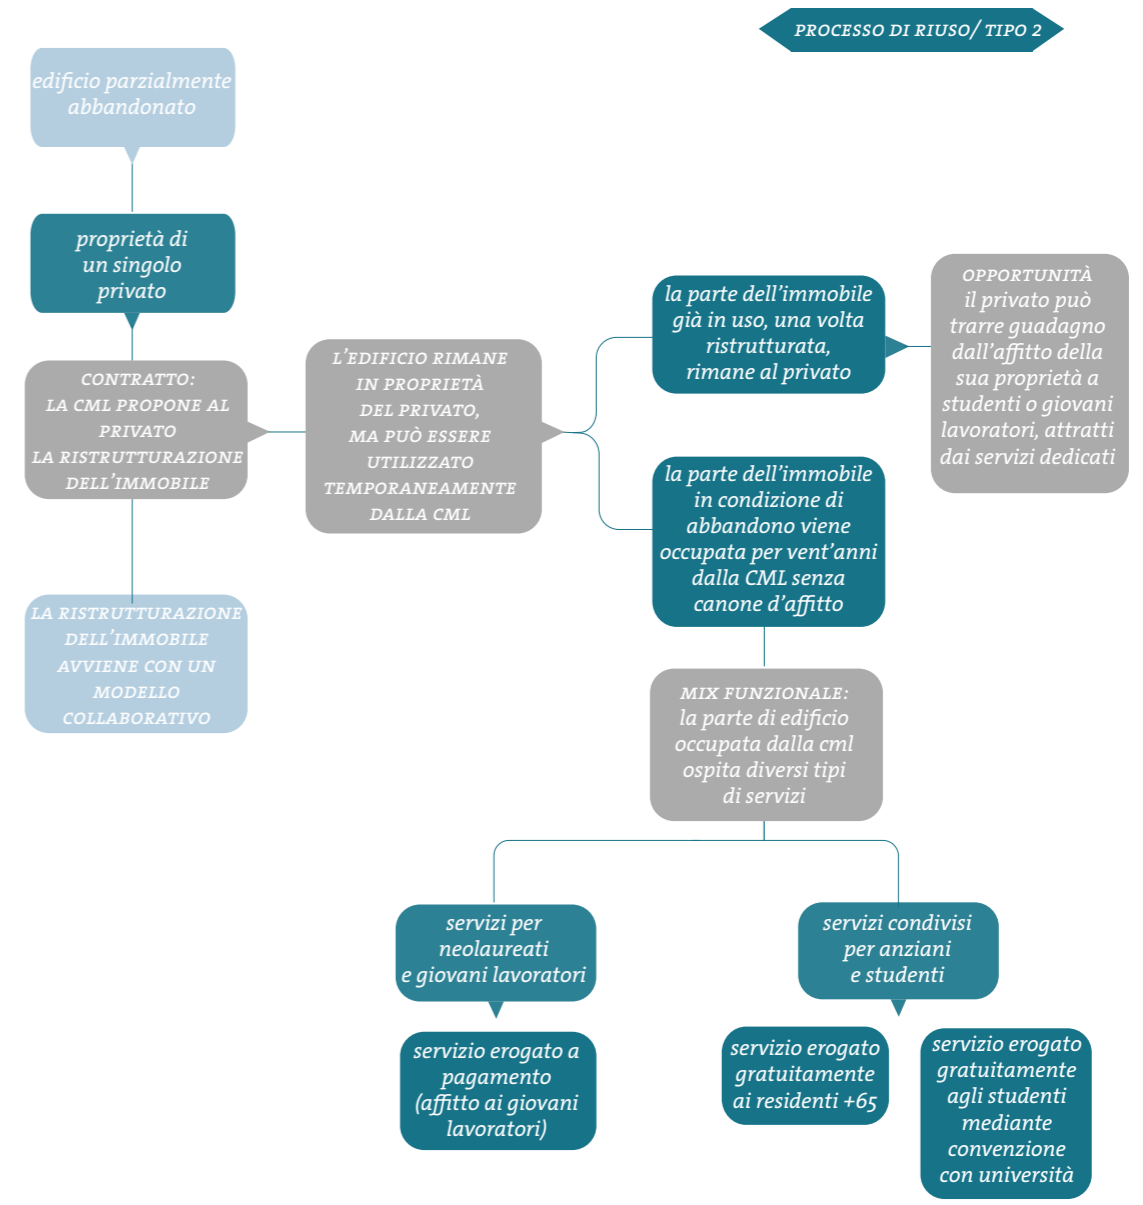 PROCESSO DI RIUSO/ TIPO 2
edificio parzialmente
abbandonato
proprietà di
un singolo
privato
CONTRATTO:
LA CML PROPONE AL
PRIVATO
LA RISTRUTTURAZIONE
DELL'IMMOBILE
LA RISTRUTTURAZIONE
DELL'IMMOBILE
AVVIENE CON UN
MODELLO
COLLABORATIVO
L'EDIFICIO RIMANE
IN PROPRIETÀ
DEL PRIVATO,
MA PUÒ ESSERE
UTILIZZATO
TEMPORANEAMENTE
DALLA CML
la parte dell'immobile
già in uso, una volta
ristrutturata,
rimane al privato
OPPORTUNITÀ
il privato può
trarre guadagno
dall'affitto della
sua proprietà a
studenti o giovani
lavoratori, attratti
dai servizi dedicati
la parte dell'immobile
in condizione di
abbandono viene
occupata per vent'anni
dalla CML senza
canone d'affitto
MIX FUNZIONALE:
la parte di edificio
occupata dalla cml
ospita diversi tipi
di servizi
servizi per
neolaureati
e giovani lavoratori
servizio erogato a
pagamento
(affitto ai giovani
lavoratori)
servizi condivisi
per anziani
e studenti
servizio erogato
gratuitamente
ai residenti +65
servizio erogato
gratuitamente
agli studenti
mediante
convenzione
con università